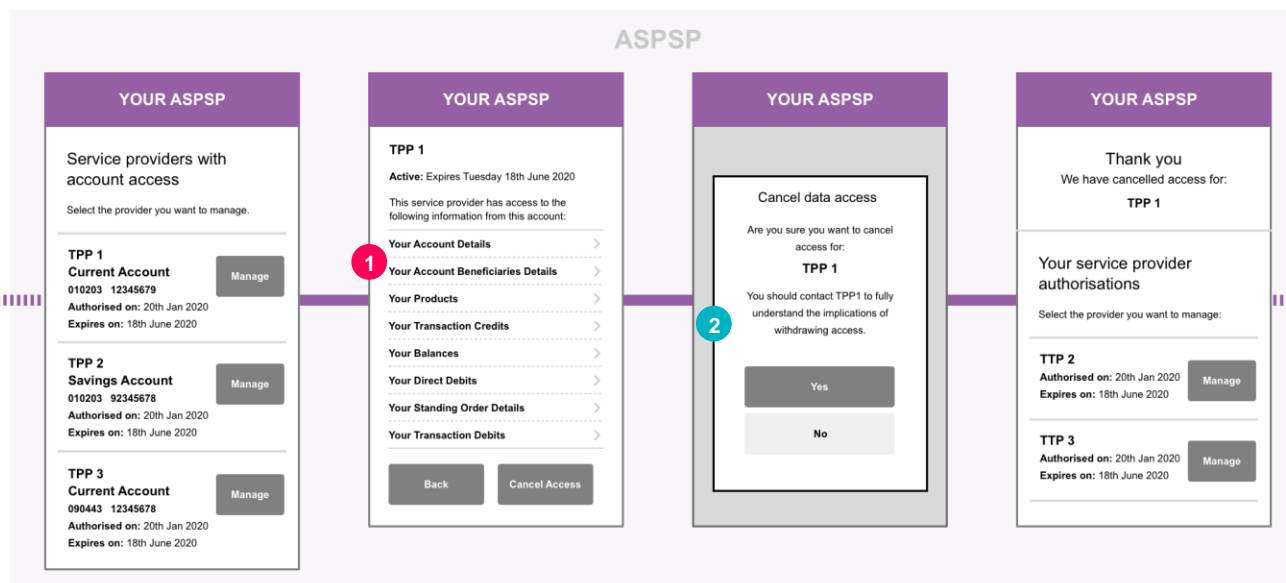 ASPSP
YOUR ASPSP
Service providers with
account access
Select the provider you want to manage.
TPP 1
Current Account
010203 12345679
Authorised on: 20th Jan 2020
Expires on: 18th June 2020
Manage
TPP 2
Savings Account
010203 92345678
Authorised on: 20th Jan 2020
Expires on: 18th June 2020
Manage
TPP 3
Current Account
090443 12345678
Authorised on: 20th Jan 2020
Expires on: 18th June 2020
Manage
YOUR ASPSP
TPP 1
Active: Expires Tuesday 18th June 2020
This service provider has access to the
following information from this account:
1
Your Account Details
Your Account Beneficiaries Details
Your Products
Your Transaction Credits
Your Balances
Your Direct Debits
Your Standing Order Details
Your Transaction Debits
Back
Cancel Access
YOUR ASPSP
Cancel data access
Are you sure you want to cancel
access for:
TPP 1
2
You should contact TPP1 to fully
understand the implications of
withdrawing access.
Yes
No
YOUR ASPSP
Thank you
We have cancelled access for:
TPP 1
Your service provider
authorisations
Select the provider you want to manage:
TTP 2
Authorised on: 20th Jan 2020
Expires on: 18th June 2020
Manage
TTP 3
Authorised on: 20th Jan 2020
Expires on: 18th June 2020
Manage